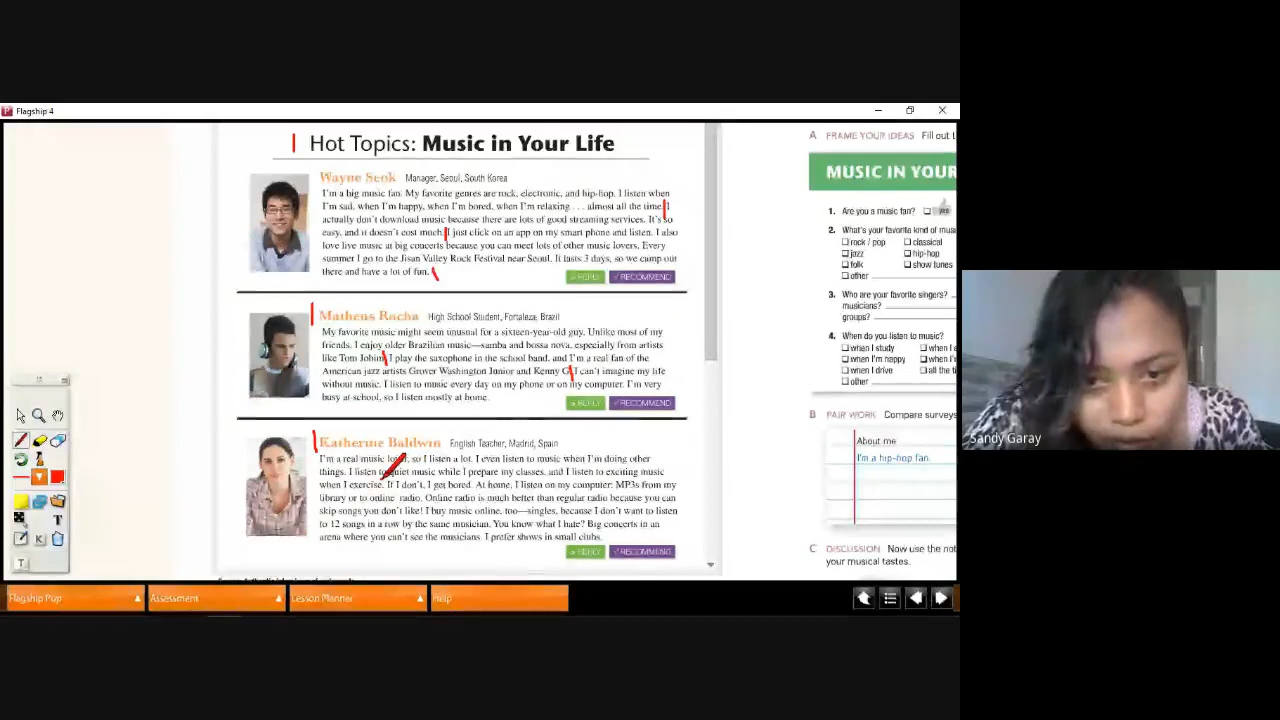 Flagship 4
Hot Topics: Music in Your Life
Wayne Seok Manager, Seoul, South Korea
I'm a big music fan. My favorite genres are rock, electronic, and hip-hop. I listen when
I'm sad, when I'm happy, when I'm bored, when I'm relaxing . . . almost all the time. I
actually don't download music because there are lots of good streaming services. It's so
easy, and it doesn't cost much. I just click on an app on my smart phone and listen. I also
love live music at big concerts because you can meet lots of other music lovers. Every
summer I go to the Jisan Valley Rock Festival near Seoul. It lasts 3 days, so we camp out
there and have a lot of fun.
REPLY RECOMMEND
Matheus Rocha High School Student, Fortaleza, Brazil
My favorite music might seem unusual for a sixteen-year-old guy. Unlike most of my
friends, I enjoy older Brazilian music—samba and bossa nova, especially from artists
like Tom Jobim. I play the saxophone in the school band, and I'm a real fan of the
American jazz artists Grover Washington Junior and Kenny G. I can't imagine my life
without music. I listen to music every day on my phone or on my computer. I'm very
busy at school, so I listen mostly at home.
REPLY RECOMMEND
Katherine Baldwin English Teacher, Madrid, Spain
I'm a real music lover, so I listen a lot. I even listen to music when I'm doing other
things. I listen to quiet music while I prepare my classes, and I listen to exciting music
when I exercise. If I don't, I get bored. At home, I listen on my computer: MP3s from my
library or to online radio. Online radio is much better than regular radio because you can
skip songs you don't like! I buy music online, too—singles, because I don't want to listen
to 12 songs in a row by the same musician. You know what I hate? Big concerts in an
arena where you can't see the musicians. I prefer shows in small clubs.
REPLY RECOMMEND
A FRAME YOUR IDEAS Fill out t
MUSIC IN YOUR
1. Are you a music fan? yes
2. What's your favorite kind of mus
rock / pop classical
jazz hip-hop
folk show tunes
other
3. Who are your favorite singers?
musicians?
groups?
4. When do you listen to music?
when I study when I
when I'm happy when I
when I drive all the t
other
B PAIR WORK Compare surveys
About me
I'm a hip-hop fan.
C DISCUSSION Now use the not
your musical tastes.
K T
T
Flagship Pop Assessment Lesson Planner Help
Sandy Garay